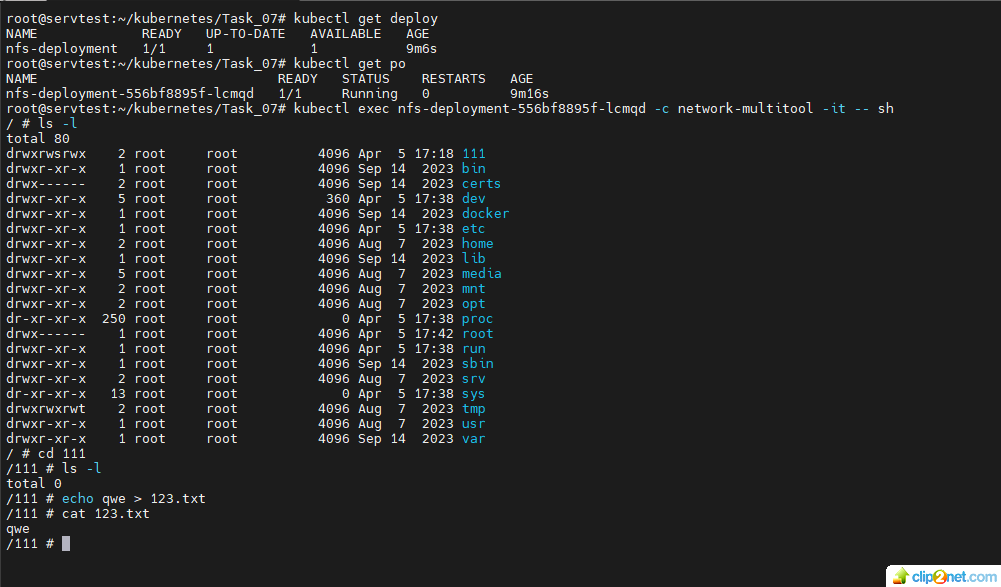 root@servtest:~/kubernetes/Task_07# kubectl get deploy
NAME             READY   UP-TO-DATE   AVAILABLE   AGE
nfs-deployment   1/1     1            1           9m6s
root@servtest:~/kubernetes/Task_07# kubectl get po
NAME                              READY   STATUS    RESTARTS   AGE
nfs-deployment-556bf8895f-lcmqd   1/1     Running   0          9m16s
root@servtest:~/kubernetes/Task_07# kubectl exec nfs-deployment-556bf8895f-lcmqd -c network-multitool -it -- sh
/ # ls -l
total 80
drwxrwsrwx    2 root     root          4096 Apr  5 17:18 111
drwxr-xr-x    1 root     root          4096 Sep 14  2023 bin
drwx------    2 root     root          4096 Sep 14  2023 certs
drwxr-xr-x    5 root     root           360 Apr  5 17:38 dev
drwxr-xr-x    1 root     root          4096 Sep 14  2023 docker
drwxr-xr-x    1 root     root          4096 Apr  5 17:38 etc
drwxr-xr-x    2 root     root          4096 Aug  7  2023 home
drwxr-xr-x    1 root     root          4096 Sep 14  2023 lib
drwxr-xr-x    5 root     root          4096 Aug  7  2023 media
drwxr-xr-x    2 root     root          4096 Aug  7  2023 mnt
drwxr-xr-x    2 root     root          4096 Aug  7  2023 opt
dr-xr-xr-x  250 root     root             0 Apr  5 17:38 proc
drwx------    1 root     root          4096 Apr  5 17:42 root
drwxr-xr-x    1 root     root          4096 Apr  5 17:38 run
drwxr-xr-x    1 root     root          4096 Sep 14  2023 sbin
drwxr-xr-x    2 root     root          4096 Aug  7  2023 srv
dr-xr-xr-x   13 root     root             0 Apr  5 17:38 sys
drwxrwxrwt    2 root     root          4096 Aug  7  2023 tmp
drwxr-xr-x    1 root     root          4096 Aug  7  2023 usr
drwxr-xr-x    1 root     root          4096 Sep 14  2023 var
/ # cd 111
/111 # ls -l
total 0
/111 # echo qwe > 123.txt
/111 # cat 123.txt
qwe
/111 #
clip2net.com